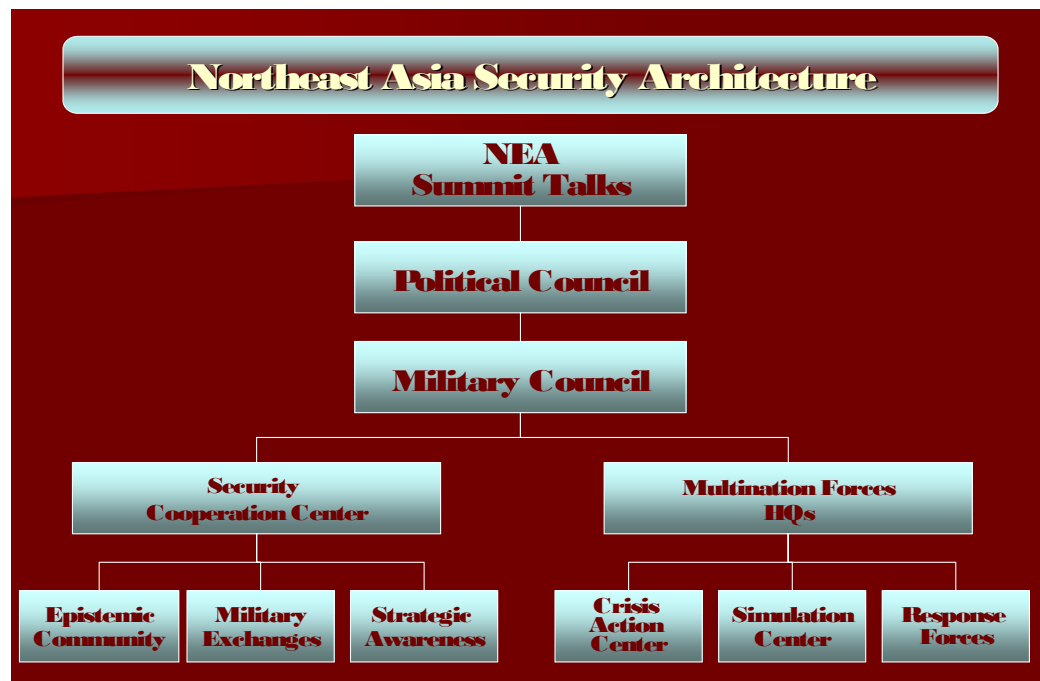 Northeast Asia Security Architecture
NEA
Summit Talks
Political Council
Military Council
Security
Cooperation Center
Multination Forces
HQs
Epistemic
Community
Military
Exchanges
Strategic
Awareness
Crisis
Action
Center
Simulation
Center
Response
Forces